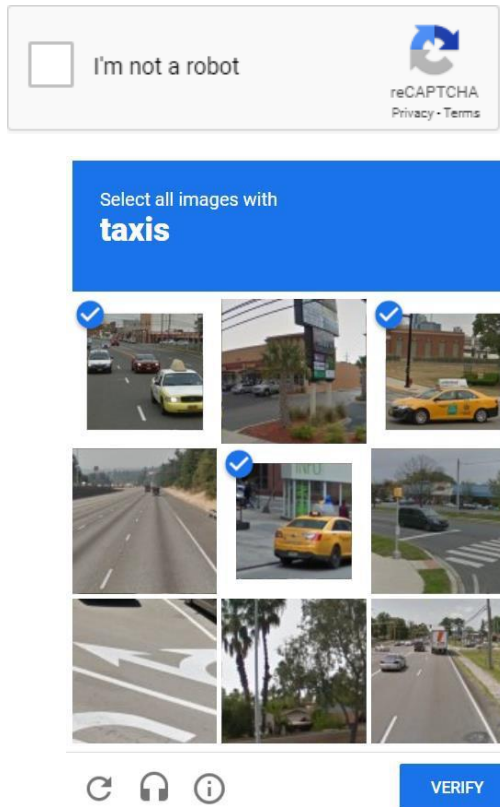 I'm not a robot
reCAPTCHA
Privacy - Terms
Select all images with
taxis
VERIFY